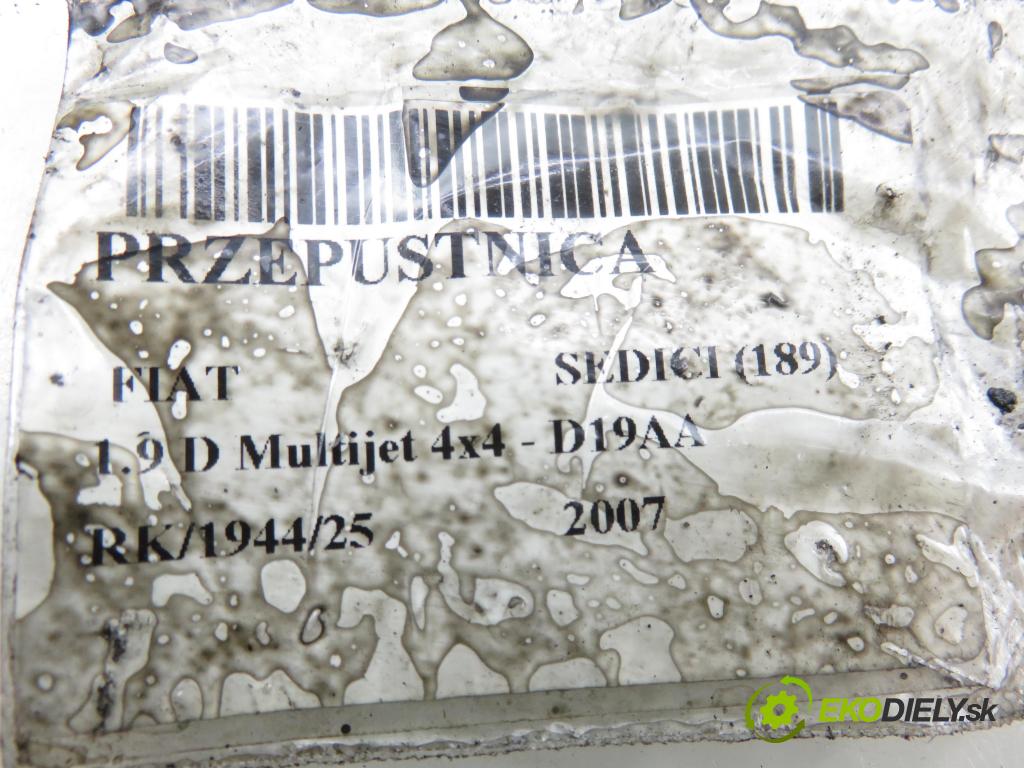 PRZEPUSTNICA
FIAT SEDICI (189)
1.9 D Multijet 4x4 - D19AA
RK/1944/25 2007
EKODIELY.sk